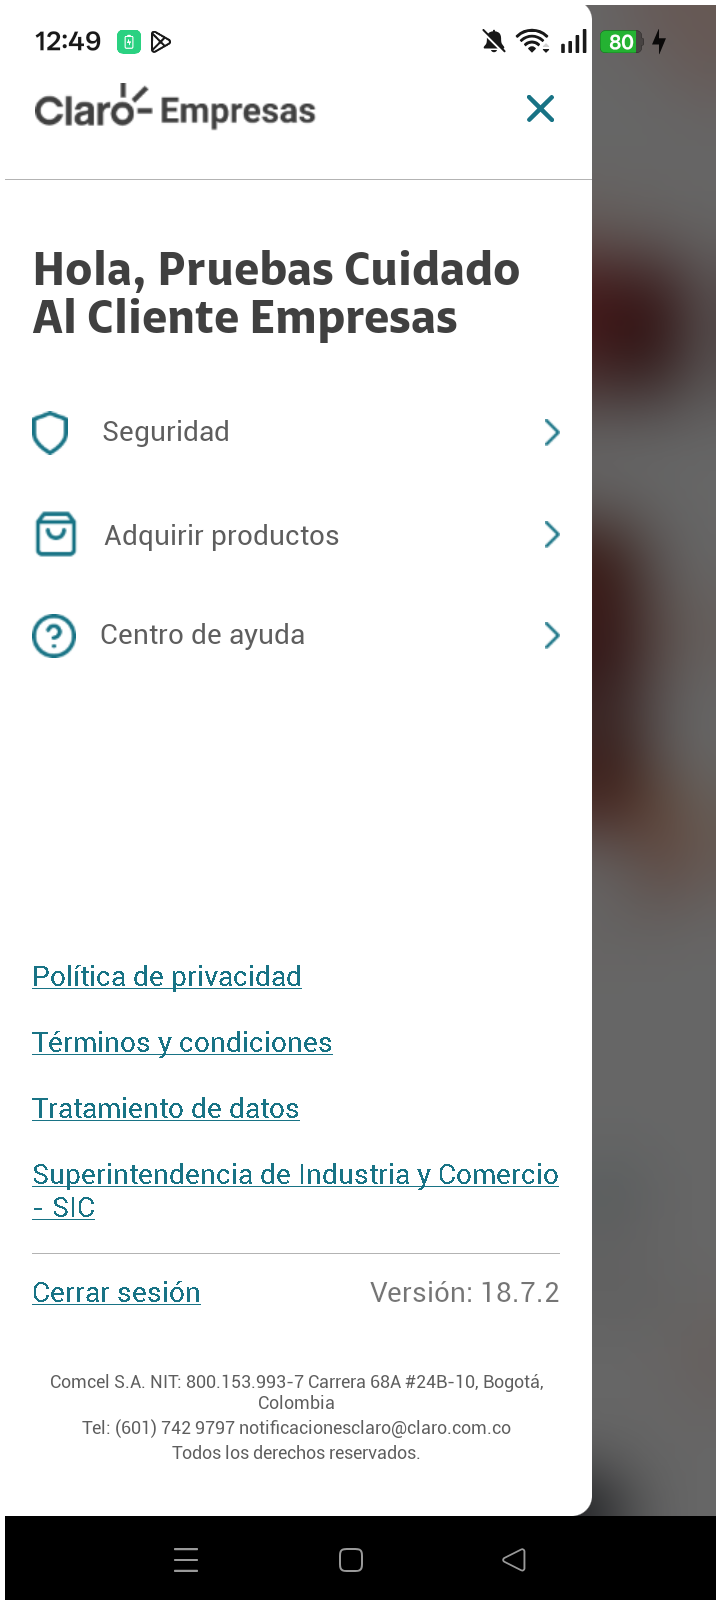 12:49
80
Claro Empresas
Hola, Pruebas Cuidado
Al Cliente Empresas
Seguridad
Adquirir productos
Centro de ayuda
Política de privacidad
Términos y condiciones
Tratamiento de datos
Superintendencia de Industria y Comercio
- SIC
Cerrar sesión Versión: 18.7.2
Comcel S.A. NIT: 800.153.993-7 Carrera 68A #24B-10, Bogotá,
Colombia
Tel: (601) 742 9797 notificacionesclaro@claro.com.co
Todos los derechos reservados.